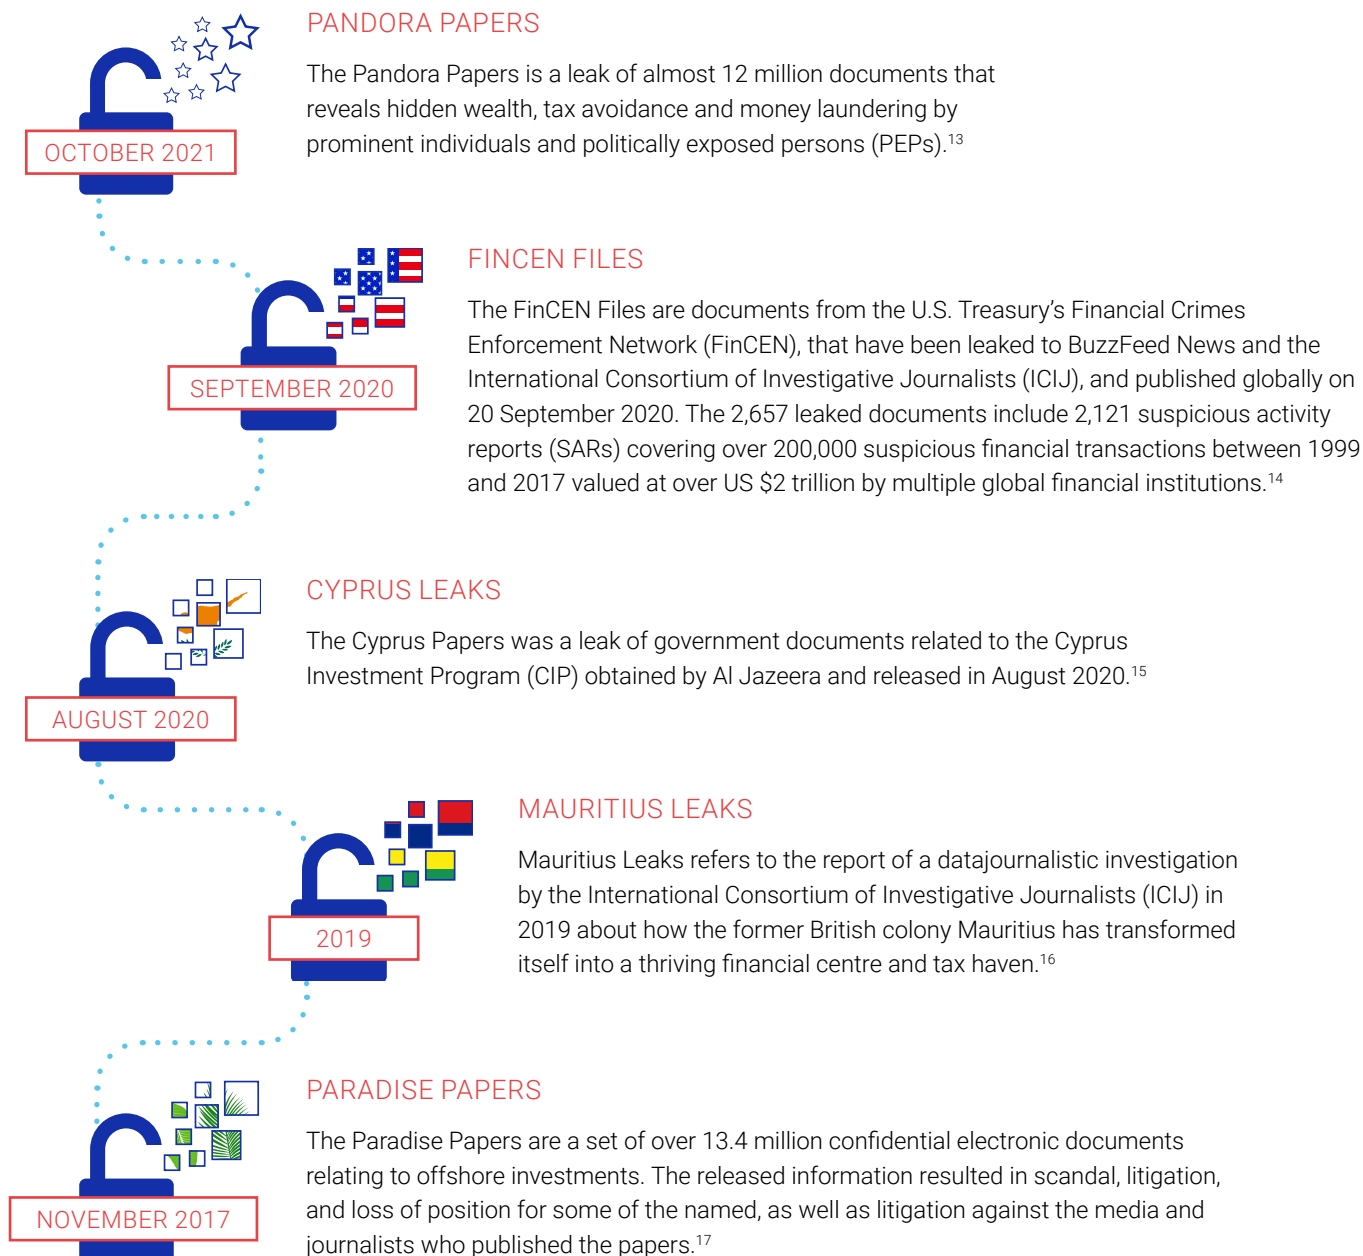 PANDORA PAPERS
The Pandora Papers is a leak of almost 12 million documents that
reveals hidden wealth, tax avoidance and money laundering by
prominent individuals and politically exposed persons (PEPs).13
OCTOBER 2021
FINCEN FILES
The FinCEN Files are documents from the U.S. Treasury’s Financial Crimes
Enforcement Network (FinCEN), that have been leaked to BuzzFeed News and the
International Consortium of Investigative Journalists (ICIJ), and published globally on
20 September 2020. The 2,657 leaked documents include 2,121 suspicious activity
reports (SARs) covering over 200,000 suspicious financial transactions between 1999
and 2017 valued at over US $2 trillion by multiple global financial institutions.14
SEPTEMBER 2020
CYPRUS LEAKS
The Cyprus Papers was a leak of government documents related to the Cyprus
Investment Program (CIP) obtained by Al Jazeera and released in August 2020.15
AUGUST 2020
MAURITIUS LEAKS
Mauritius Leaks refers to the report of a datajournalistic investigation
by the International Consortium of Investigative Journalists (ICIJ) in
2019 about how the former British colony Mauritius has transformed
itself into a thriving financial centre and tax haven.16
2019
PARADISE PAPERS
The Paradise Papers are a set of over 13.4 million confidential electronic documents
relating to offshore investments. The released information resulted in scandal, litigation,
and loss of position for some of the named, as well as litigation against the media and
journalists who published the papers.17
NOVEMBER 2017